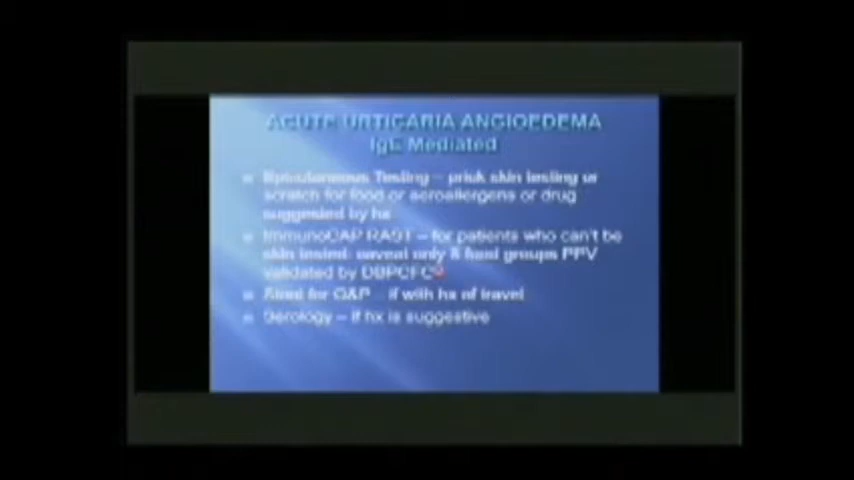 ACUTE URTICARIA ANGIOEDEMA
IgE Mediated
Epicutaneous Testing – prick skin testing or
scratch for food or aeroallergens or drug
suggested by hx
ImmunoCAP RAST – for patients who can't be
skin tested: caveat only 8 food groups PPV
validated by DBPCFC
for O&P if with hx of travel
Serology – if hx is suggestive